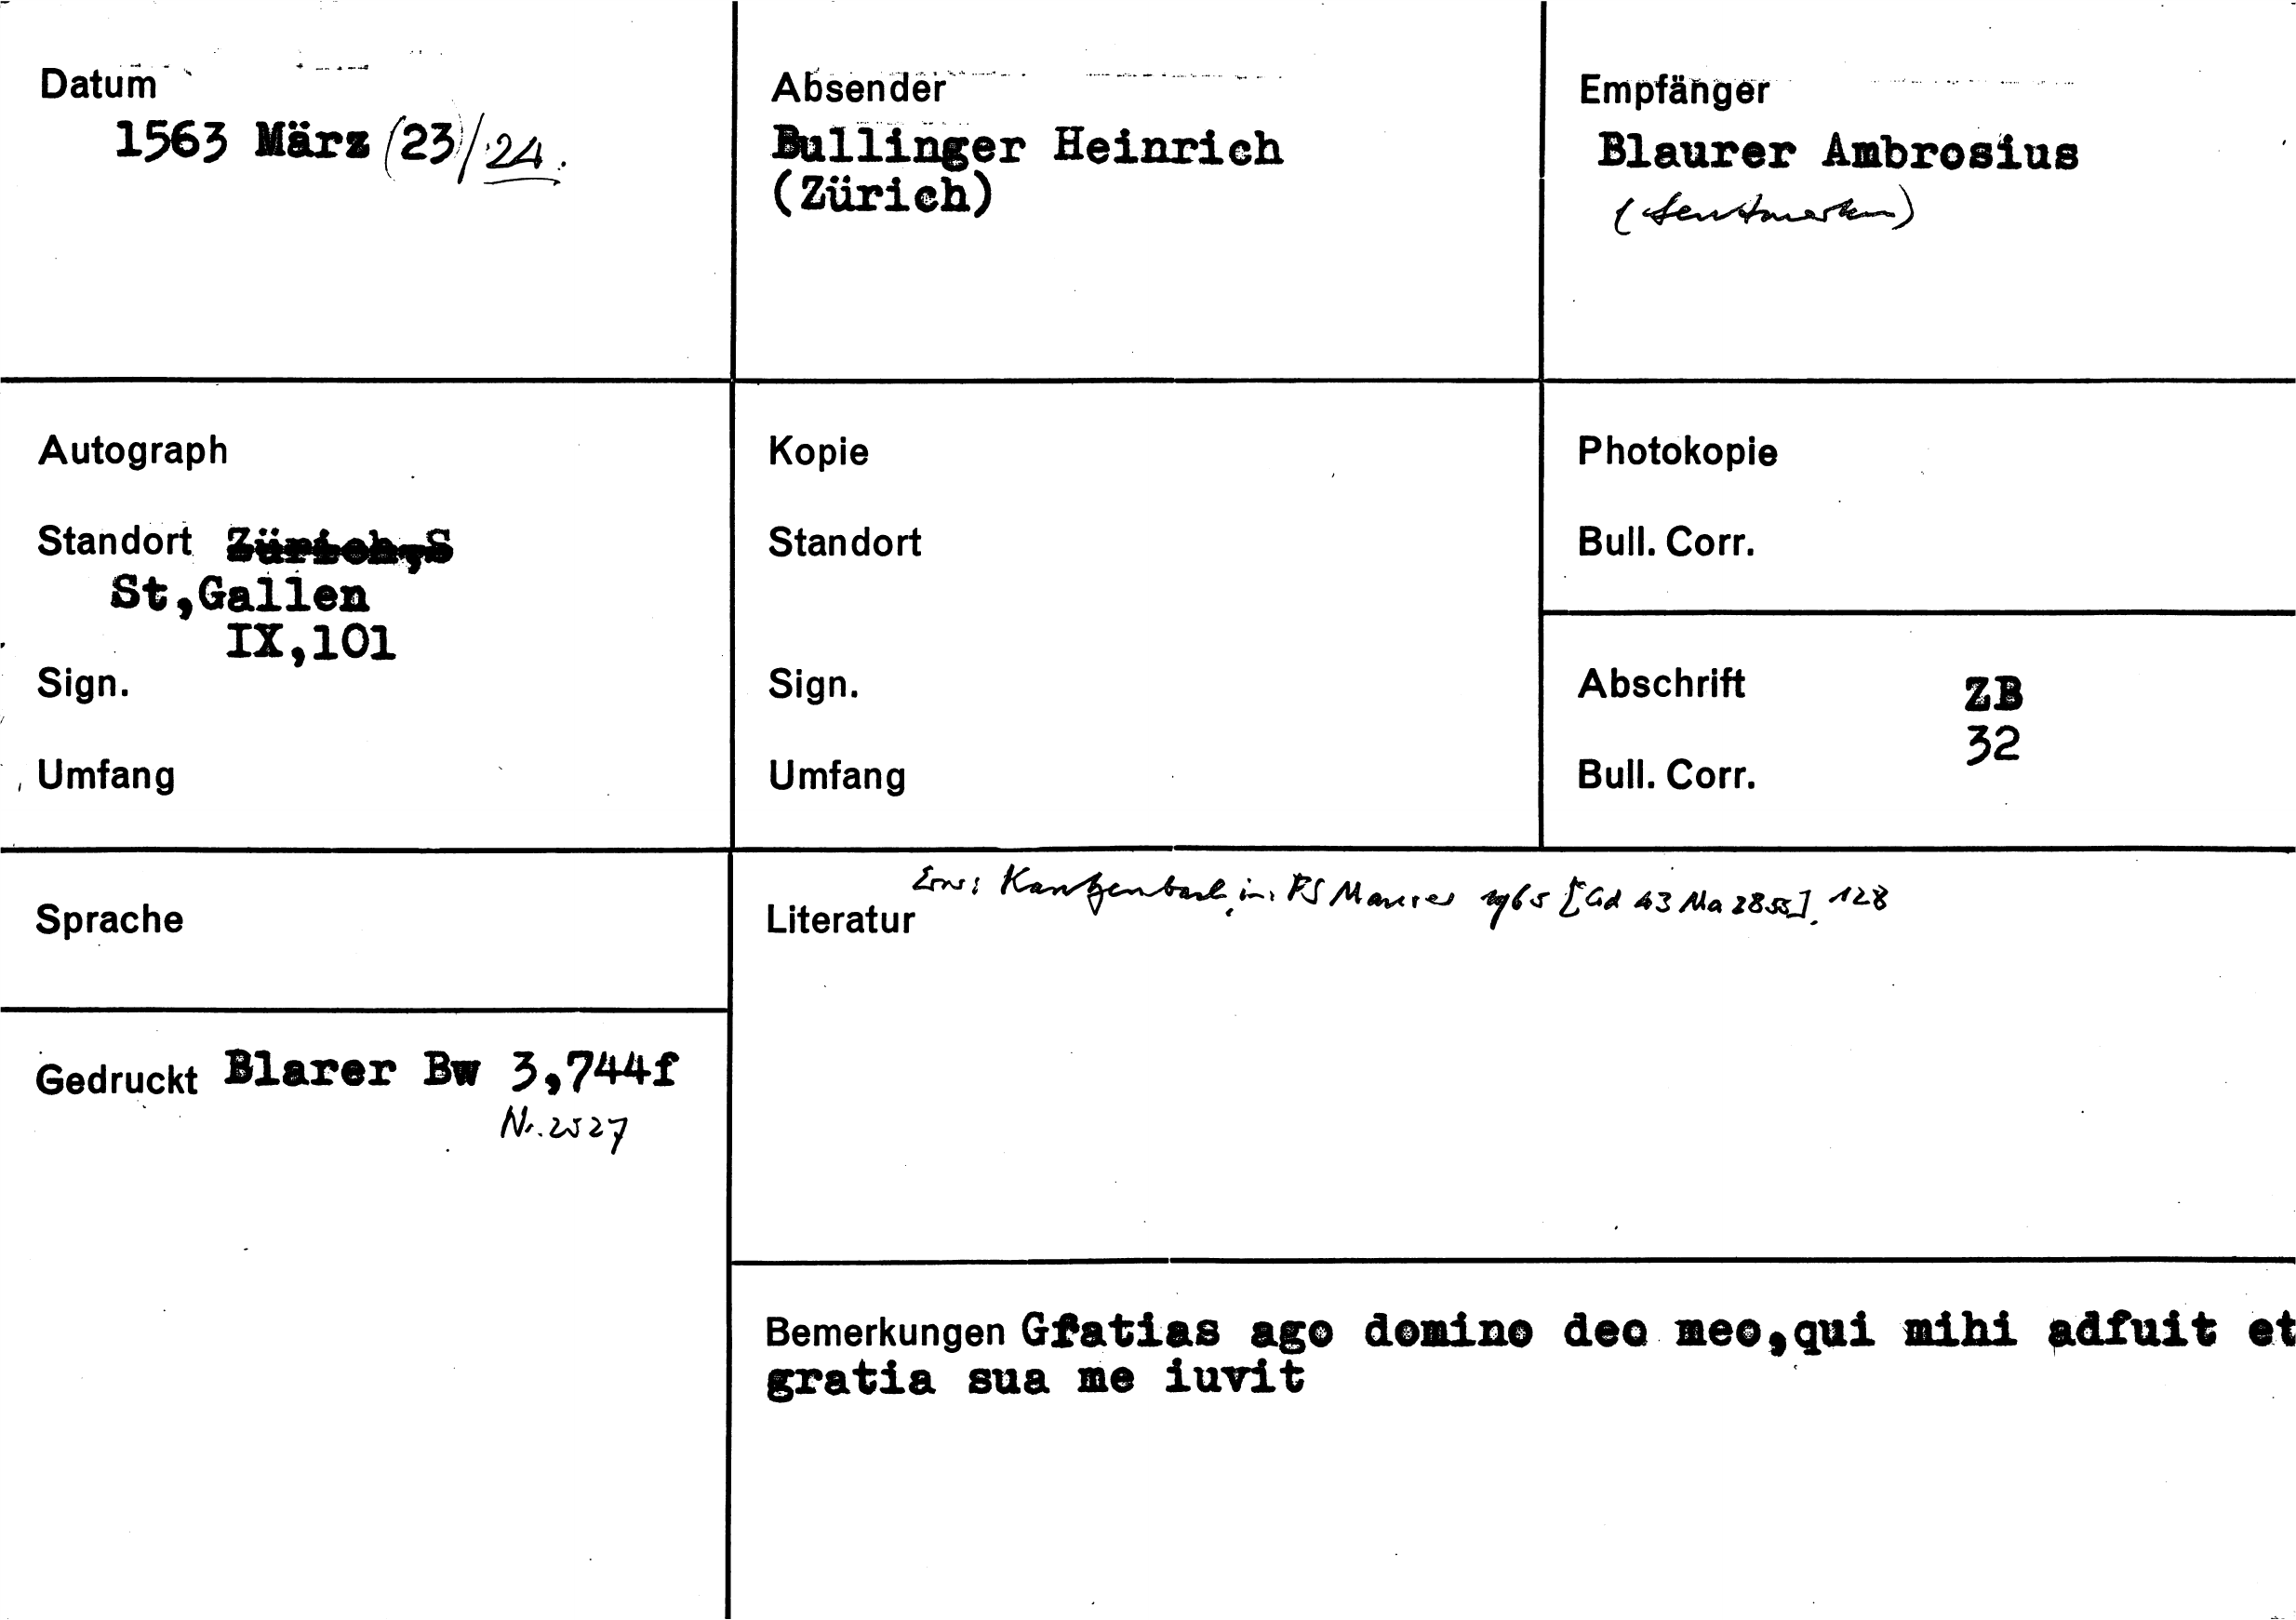 Datum
1563 März (23)/24.
Absender
Bullinger Heinrich
(Zürich)
Empfänger
Blaurer Ambrosius
Autograph
Standort Zürich,S
St,Gallen
IX,101
Sign.
Umfang
Kopie
Standort
Sign.
Umfang
Photokopie
Bull. Corr.
Abschrift ZB
32
Bull. Corr.
Sprache
Erw: Kantzenbach, in: FS Maurer 1965 [Gd 43 Ma 2855], 128
Literatur
Gedruckt Blarer Bw 3,744f
Nr. 2527
Bemerkungen Gratias ago domino deo meo,qui mihi adfuit et
gratia sua me iuvit